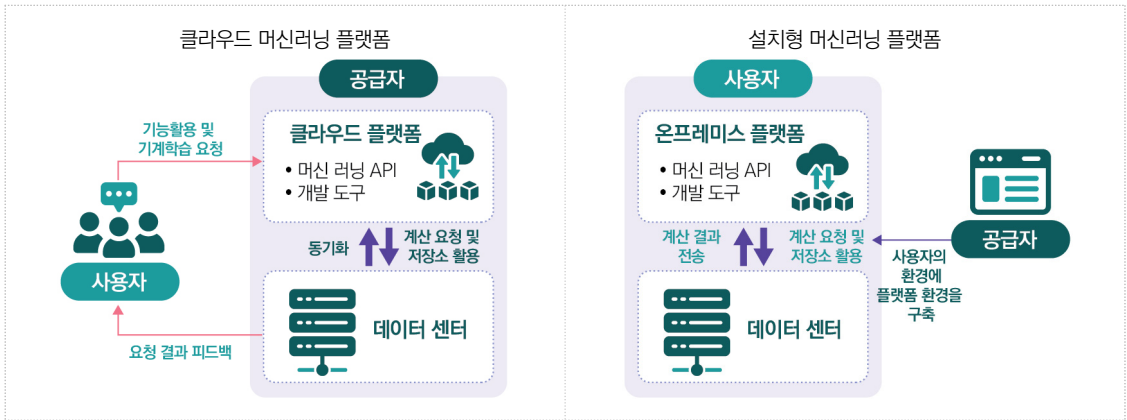 클라우드 머신러닝 플랫폼
공급자
기능활용 및
기계학습 요청
클라우드 플랫폼
• 머신 러닝 API
• 개발 도구
사용자
동기화
계산 요청 및
저장소 활용
데이터 센터
요청 결과 피드백
설치형 머신러닝 플랫폼
사용자
온프레미스 플랫폼
• 머신 러닝 API
• 개발 도구
계산 결과
전송
계산 요청 및
저장소 활용
데이터 센터
공급자
사용자의
환경에
플랫폼 환경을
구축